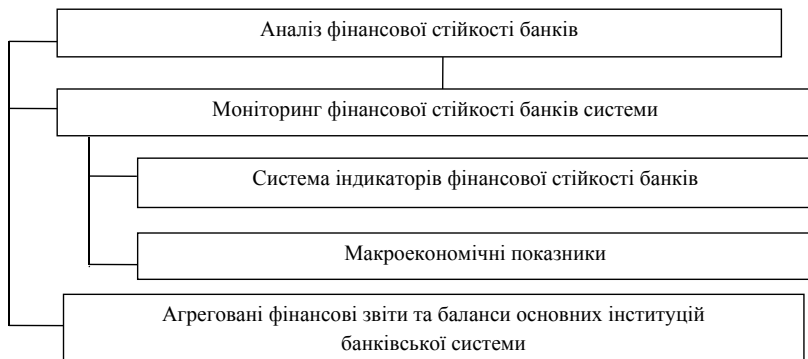 Аналіз фінансової стійкості банків
Моніторинг фінансової стійкості банків системи
Система індикаторів фінансової стійкості банків
Макроекономічні показники
Агреговані фінансові звіти та баланси основних інституцій
банківської системи